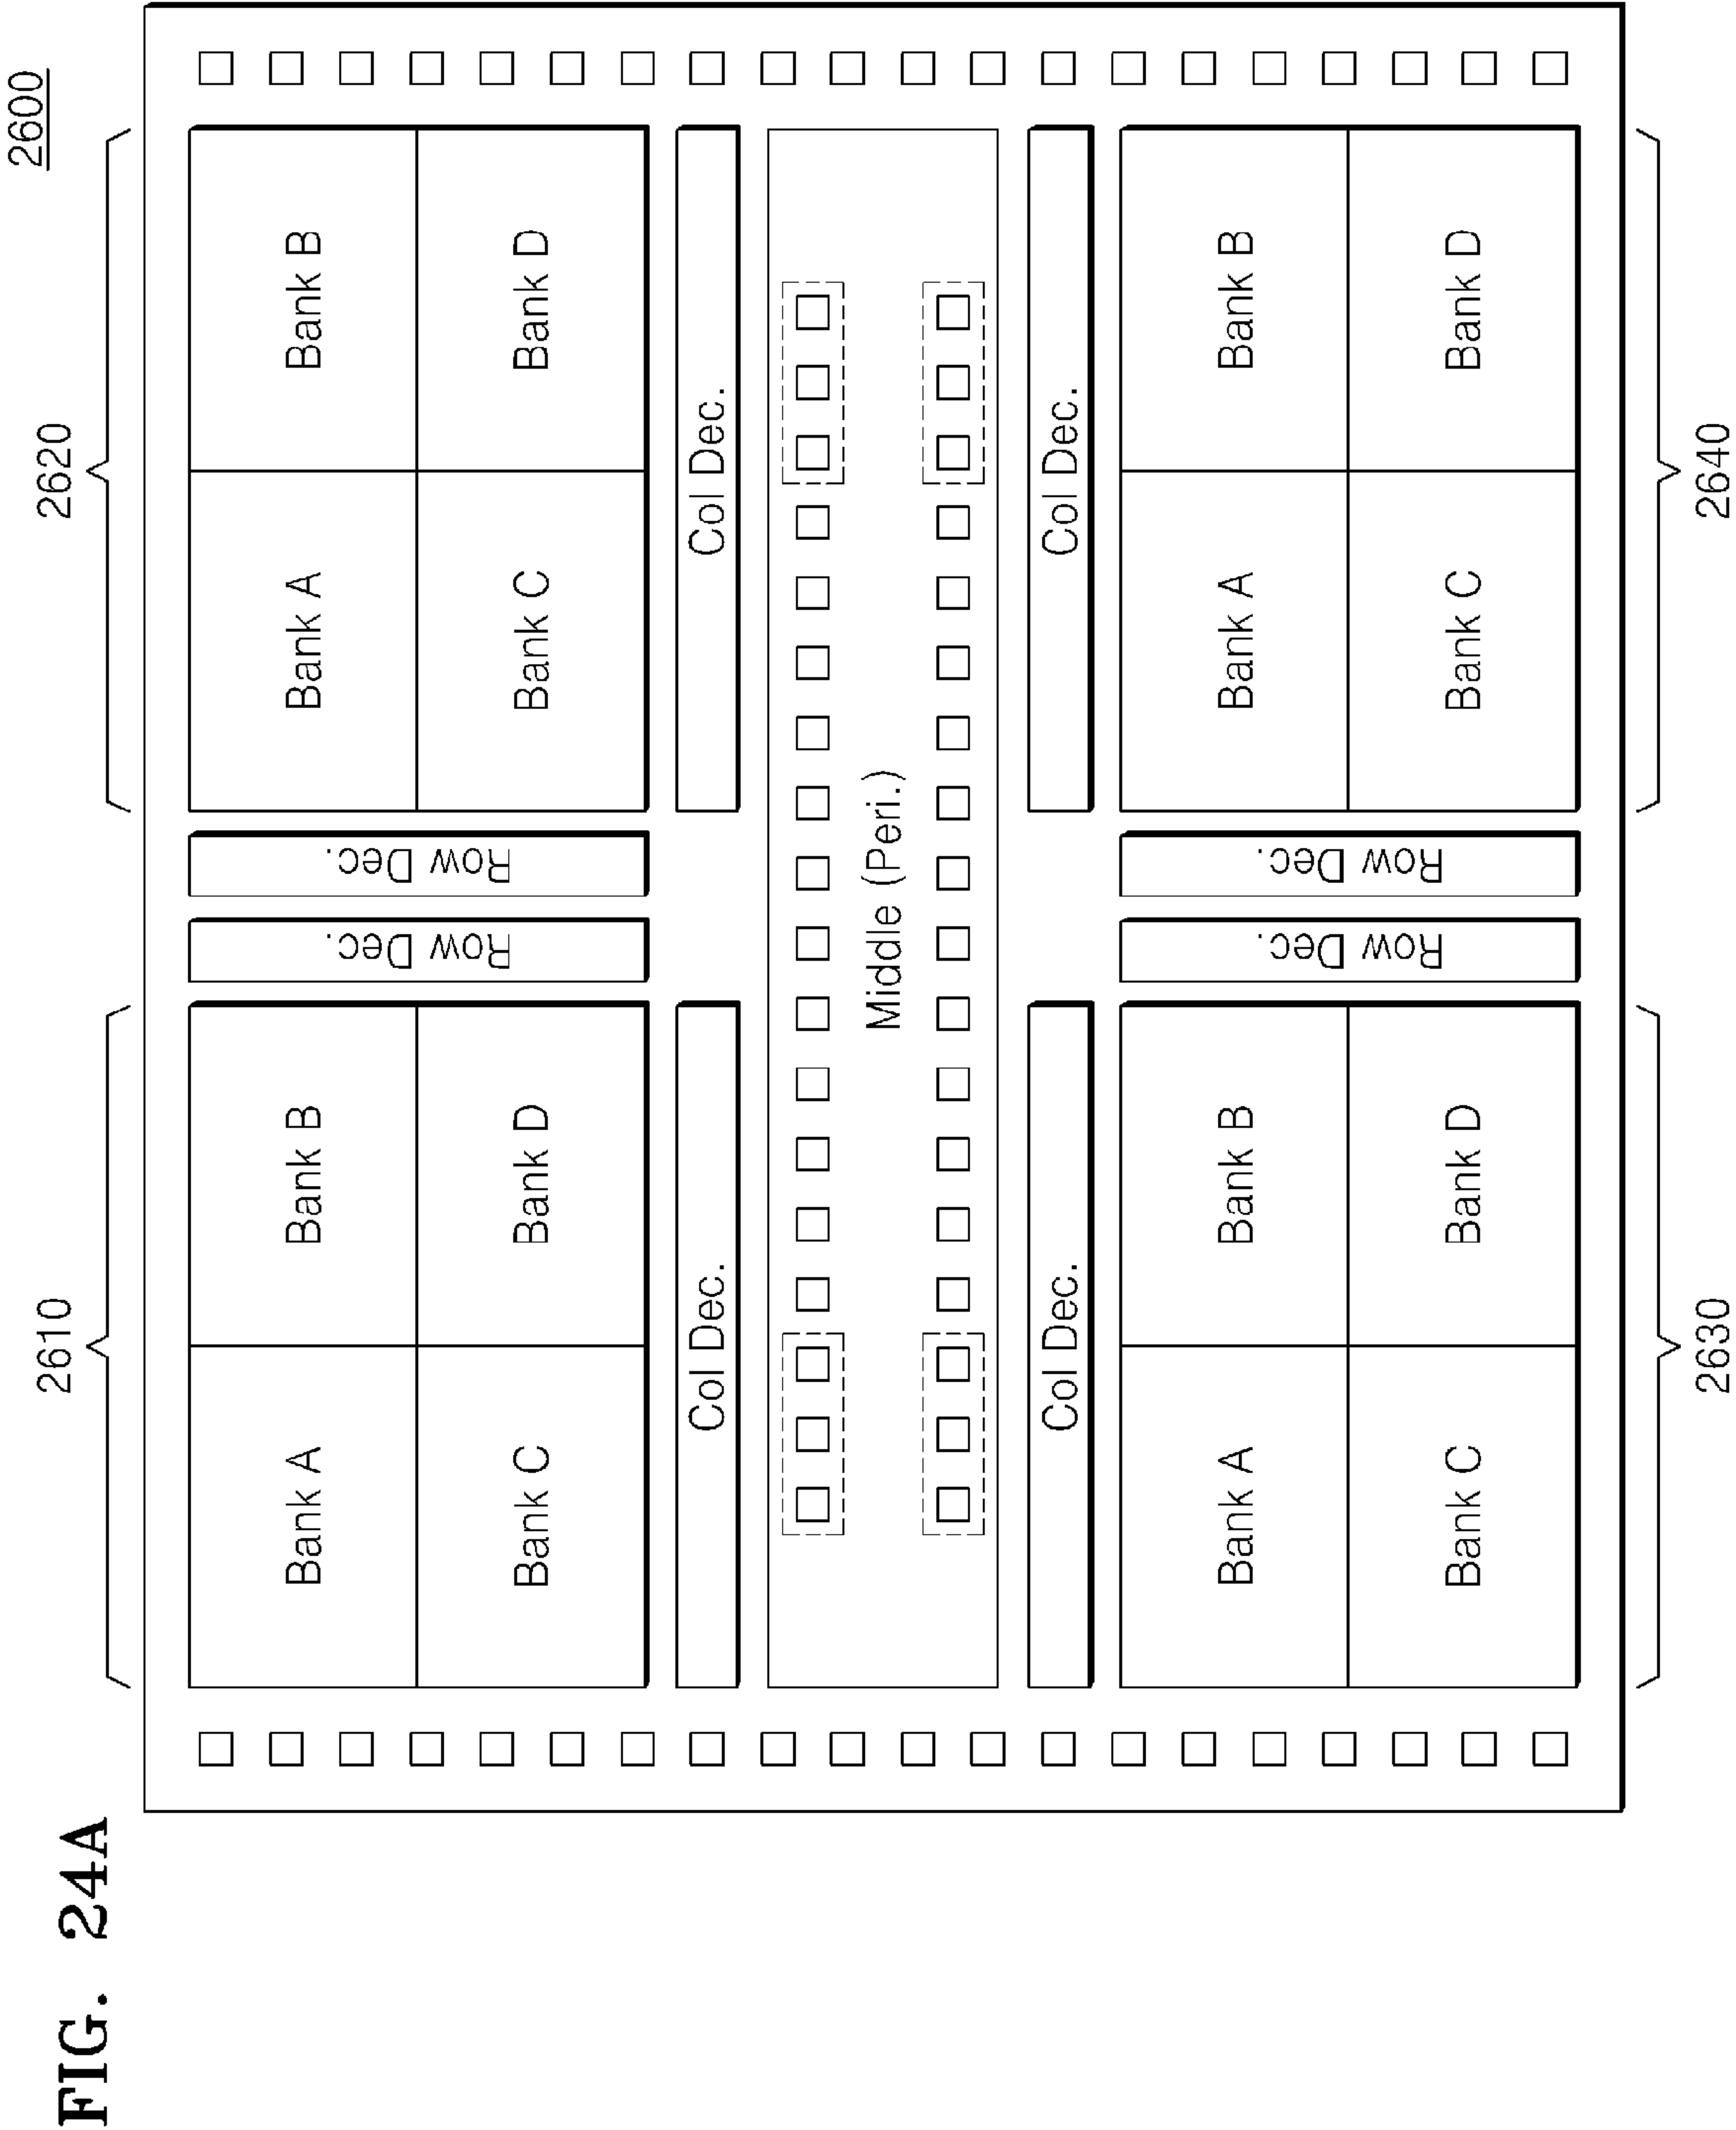 FIG. 24A
2600
2610
2620
Bank A
Bank B
Bank C
Bank D
Row Dec.
Row Dec.
Bank A
Bank B
Bank C
Bank D
Col Dec.
Col Dec.
Middle (Peri.)
Col Dec.
Col Dec.
Bank A
Bank B
Bank C
Bank D
Row Dec.
Row Dec.
Bank A
Bank B
Bank C
Bank D
2630
2640